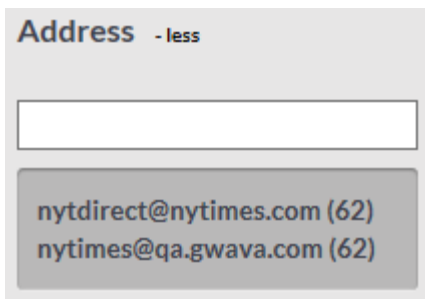 Address - less
nytdirect@nytimes.com (62)
nytimes@qa.gwava.com (62)